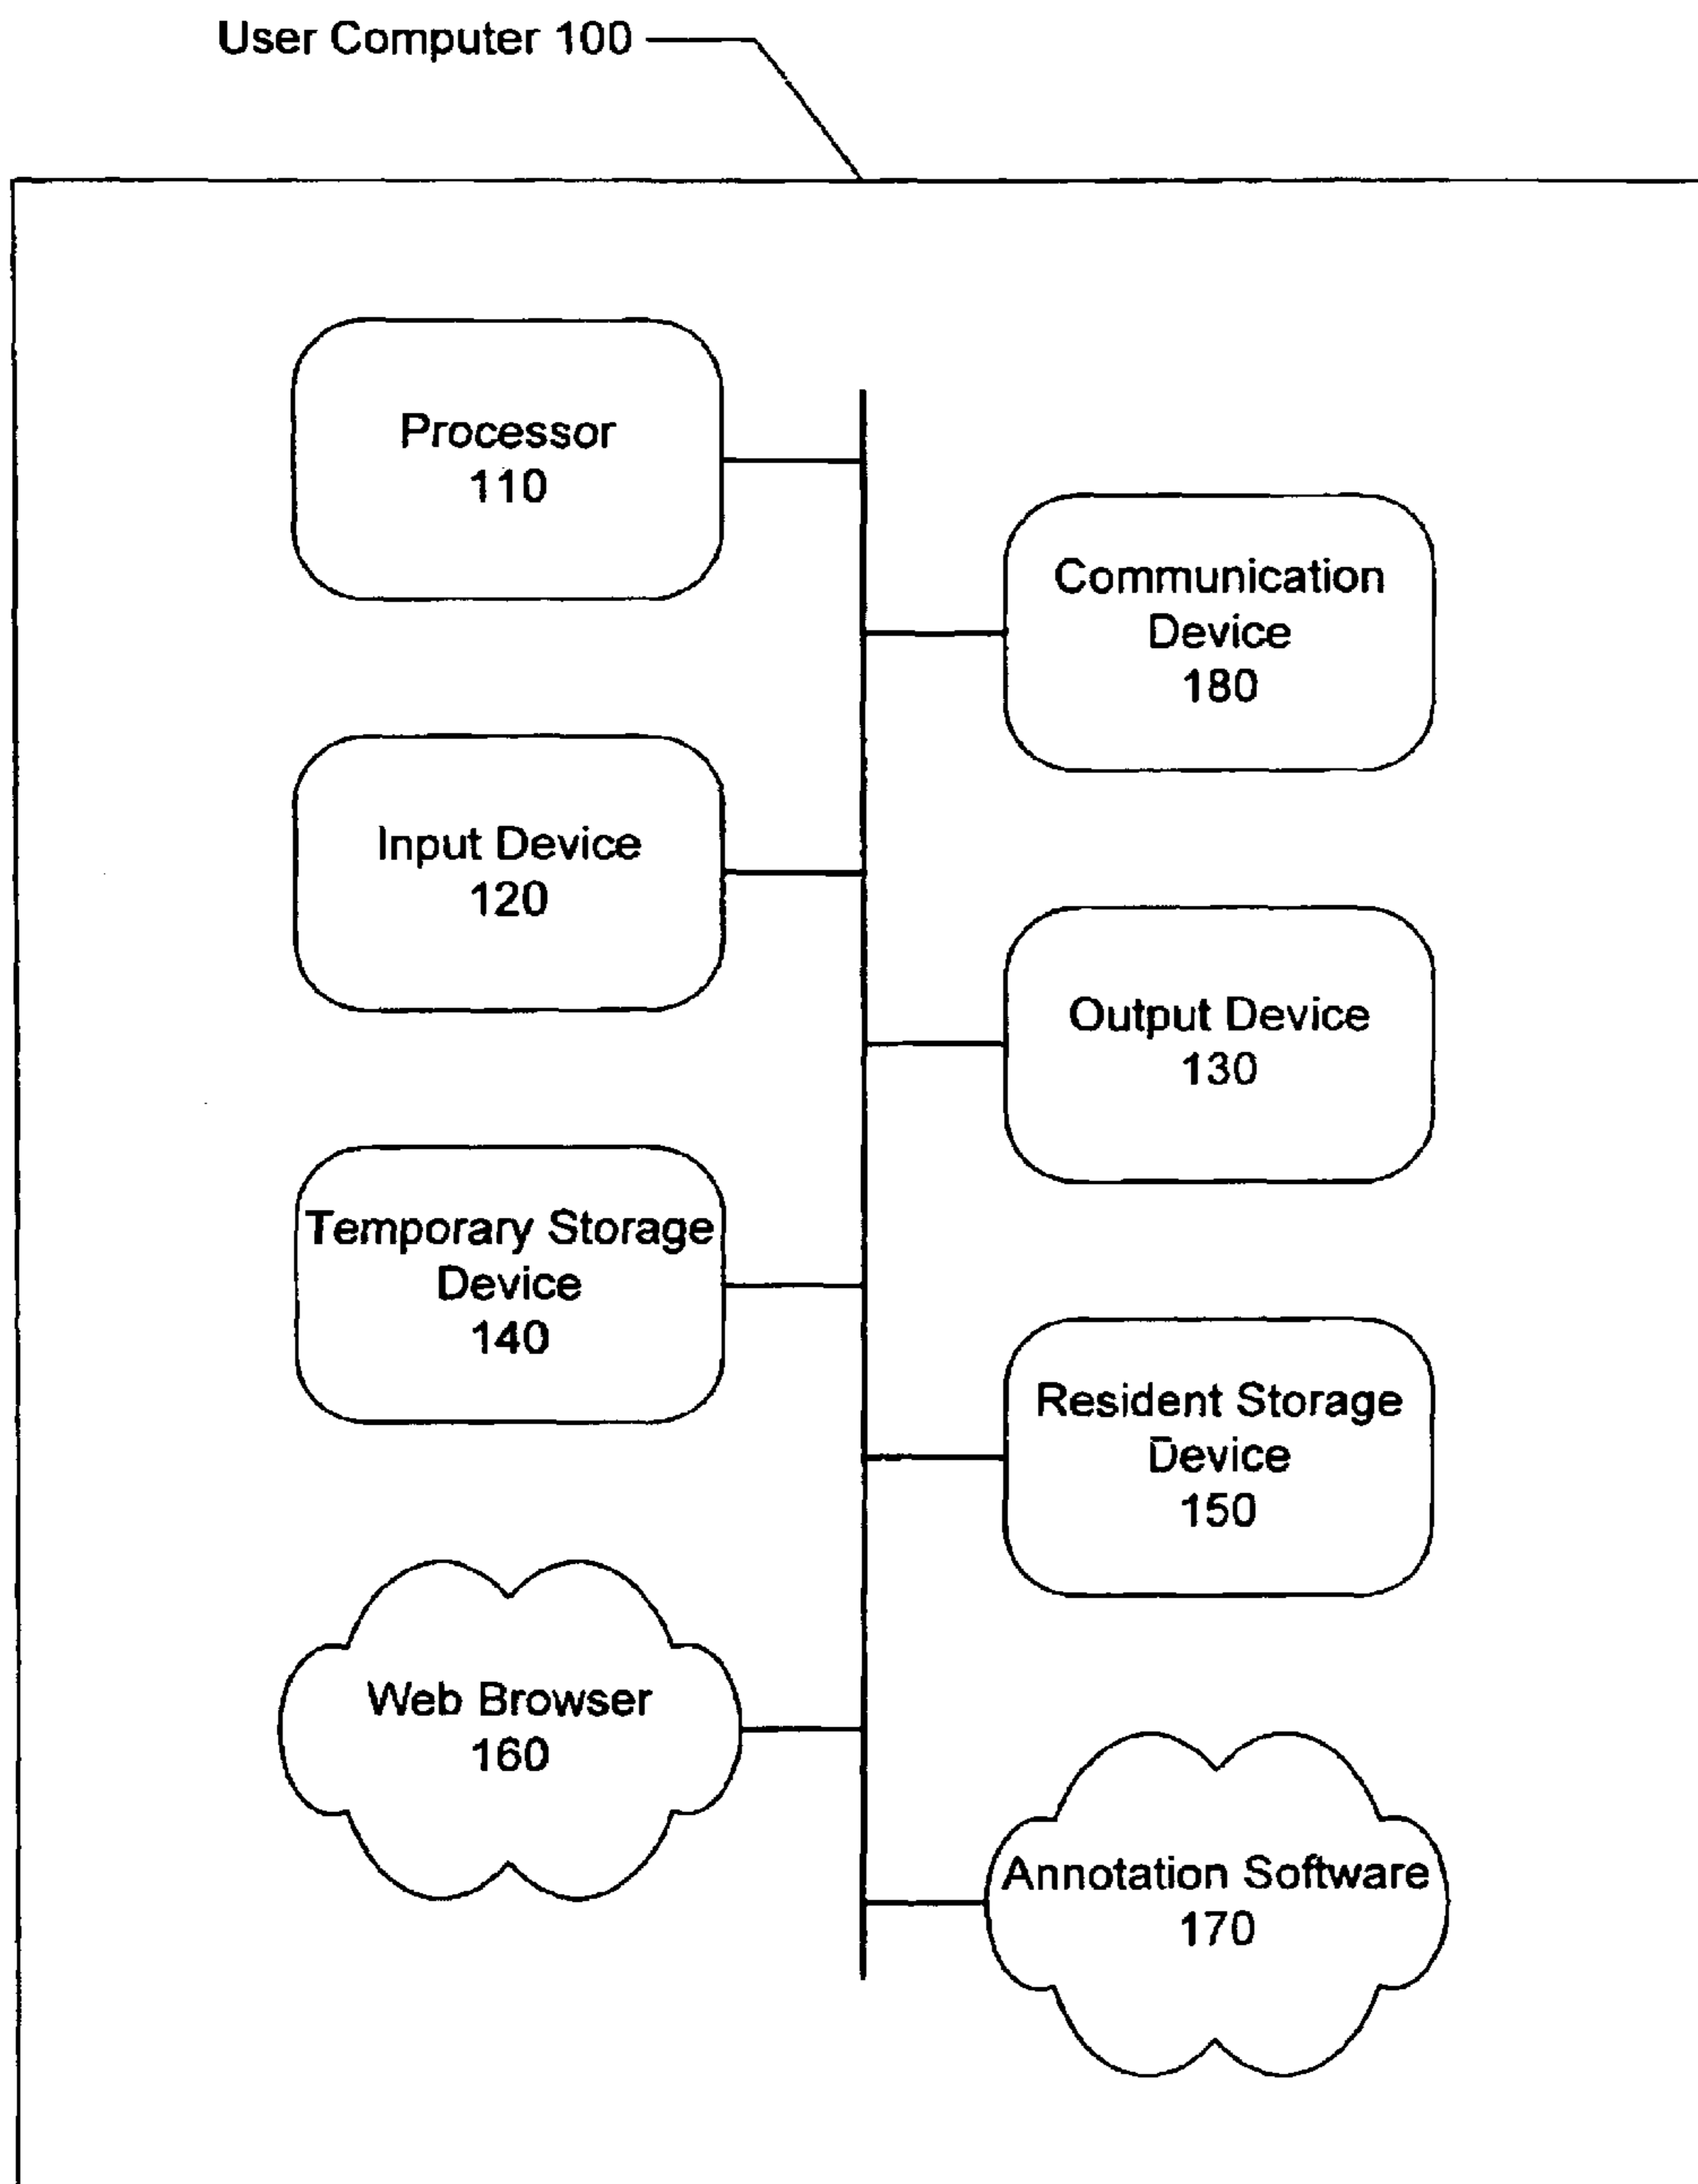 User Computer 100
Processor
110
Communication
Device
180
Input Device
120
Output Device
130
Temporary Storage
Device
140
Resident Storage
Device
150
Web Browser
160
Annotation Software
170